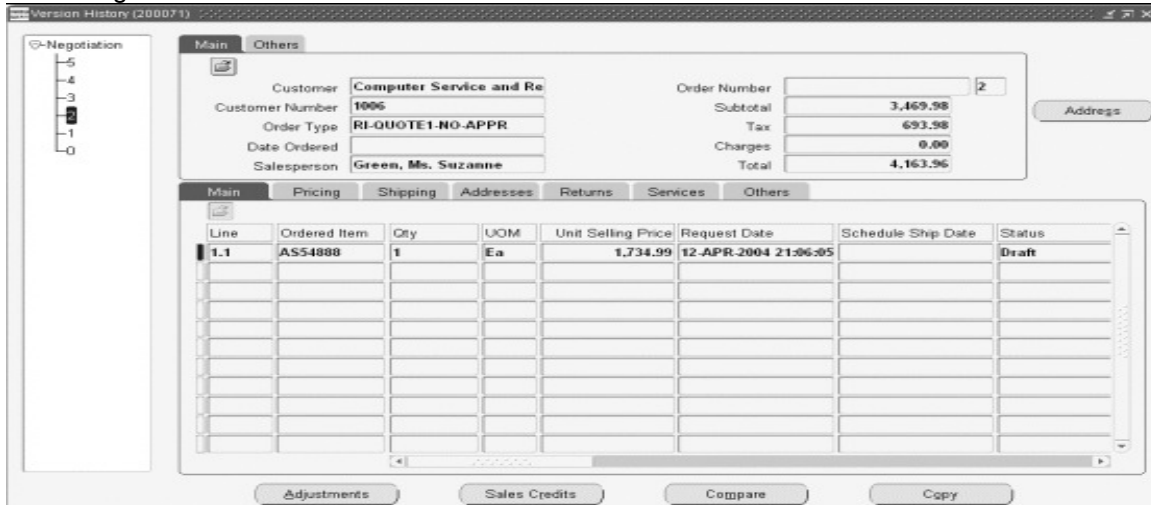 Version History (200071)
Negotiation
5
4
3
2
1
0
Main Others
Customer Computer Service and Re
Customer Number 1006
Order Type RI-QUOTE1-NO-APPR
Date Ordered
Salesperson Green, Ms. Suzanne
Order Number 2
Subtotal 3,469.98
Tax 693.98
Charges 0.00
Total 4,163.96
Address
Main Pricing Shipping Addresses Returns Services Others
Line Ordered Item Qty UOM Unit Selling Price Request Date Schedule Ship Date Status
1.1 AS54888 1 Ea 1,734.99 12-APR-2004 21:06:05 Draft
Adjustments Sales Credits Compare Copy